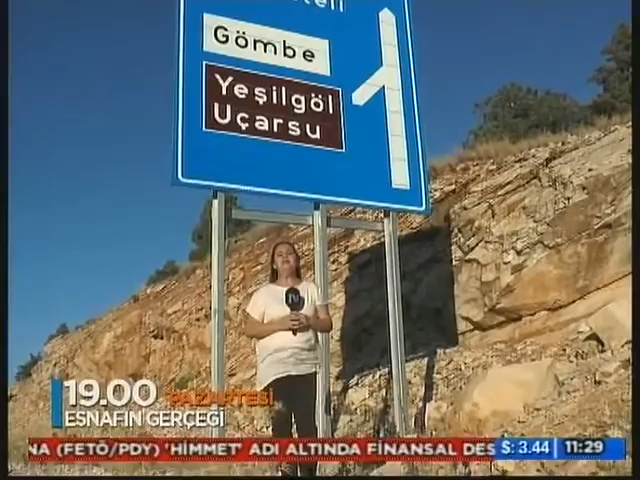 Gömbe
Yeşilgöl
Uçarsu
19.00 PAZARTESİ
ESNAFIN GERÇEĞİ
NA (FETÖ/PDY) 'HİMMET' ADI ALTINDA FİNANSAL DES
$: 3.44 11:29